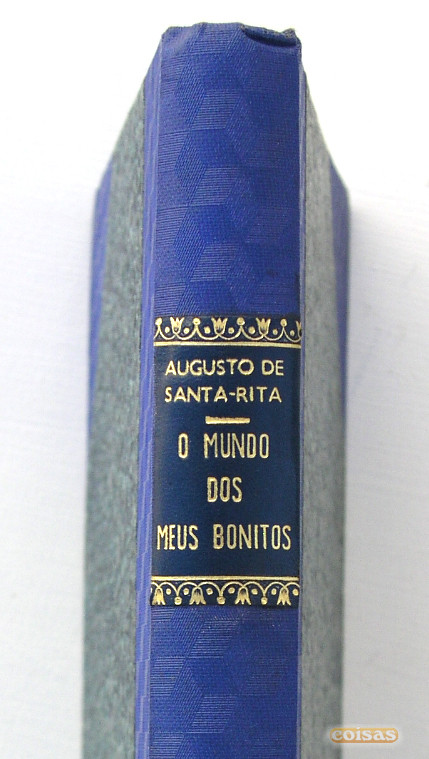 AUGUSTO DE
SANTA-RITA
O MUNDO
DOS
MEUS BONITOS
coisas